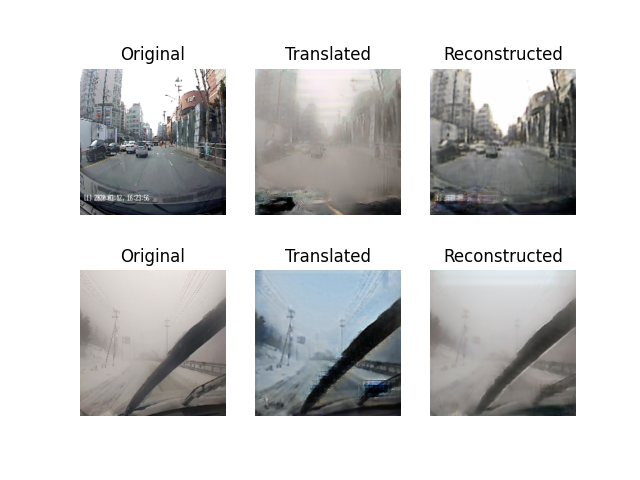 Original
Translated
Reconstructed
Original
Translated
Reconstructed